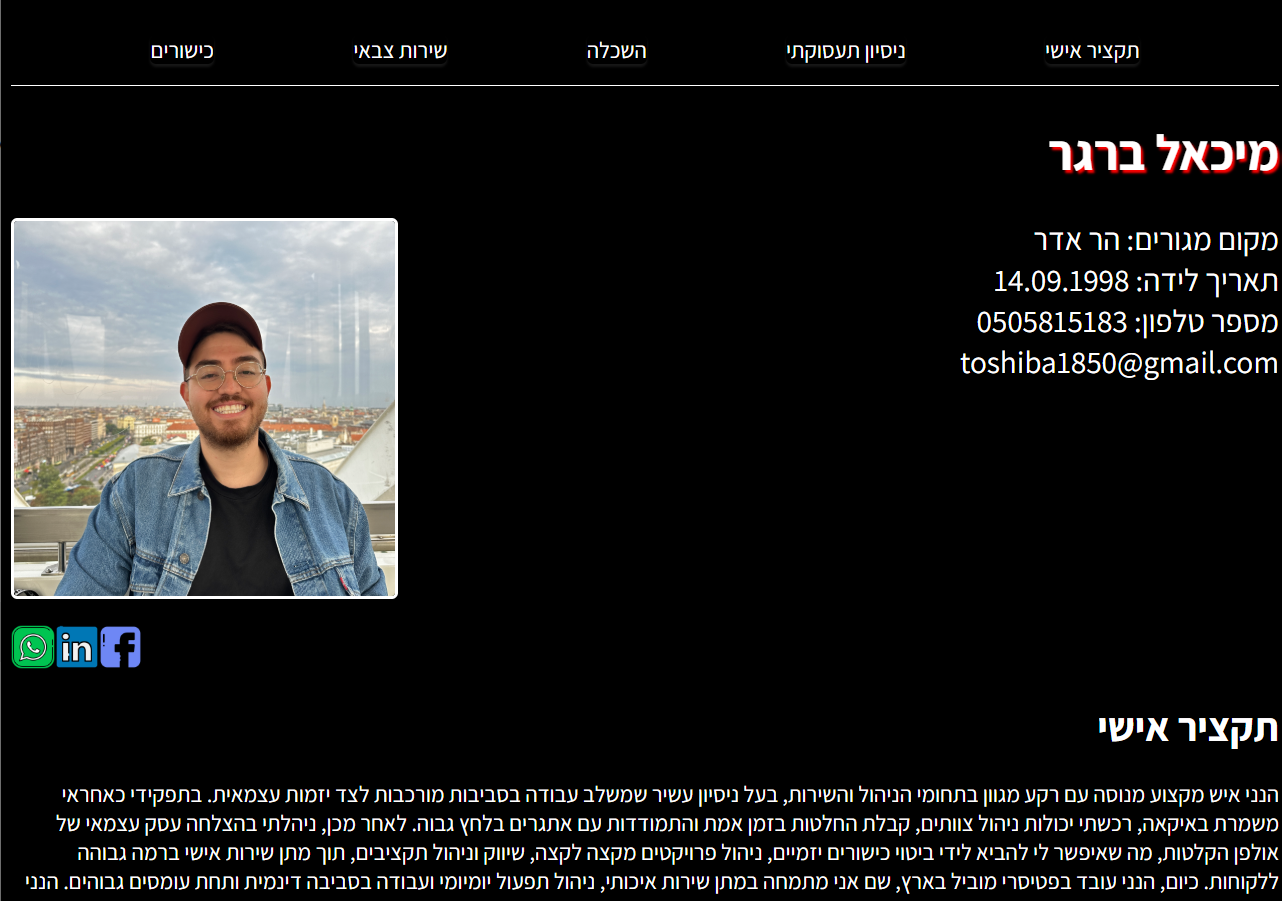 תקציר אישי
ניסיון תעסוקתי
השכלה
שירות צבאי
כישורים
מיכאל ברגר
מקום מגורים: הר אדר
תאריך לידה: 14.09.1998
מספר טלפון: 0505815183
toshiba1850@gmail.com
in
תקציר אישי
הנני איש מקצוע מנוסה עם רקע מגוון בתחומי הניהול והשירות, בעל ניסיון עשיר שמשלב עבודה בסביבות מורכבות לצד יזמות עצמאית. בתפקידי כאחראי
משמרת באיקאה, רכשתי יכולות ניהול צוותים, קבלת החלטות בזמן אמת והתמודדות עם אתגרים בלחץ גבוה. לאחר מכן, ניהלתי בהצלחה עסק עצמאי של
אולפן הקלטות, מה שאיפשר לי להביא לידי ביטוי כישורים יזמיים, ניהול פרויקטים מקצה לקצה, שיווק וניהול תקציבים, תוך מתן שירות אישי ברמה גבוהה
ללקוחות. כיום, הנני עובד בפטיסרי מוביל בארץ, שם אני מתמחה במתן שירות איכותי, ניהול תפעול יומיומי ועבודה בסביבה דינמית ותחת עומסים גבוהים. הנני